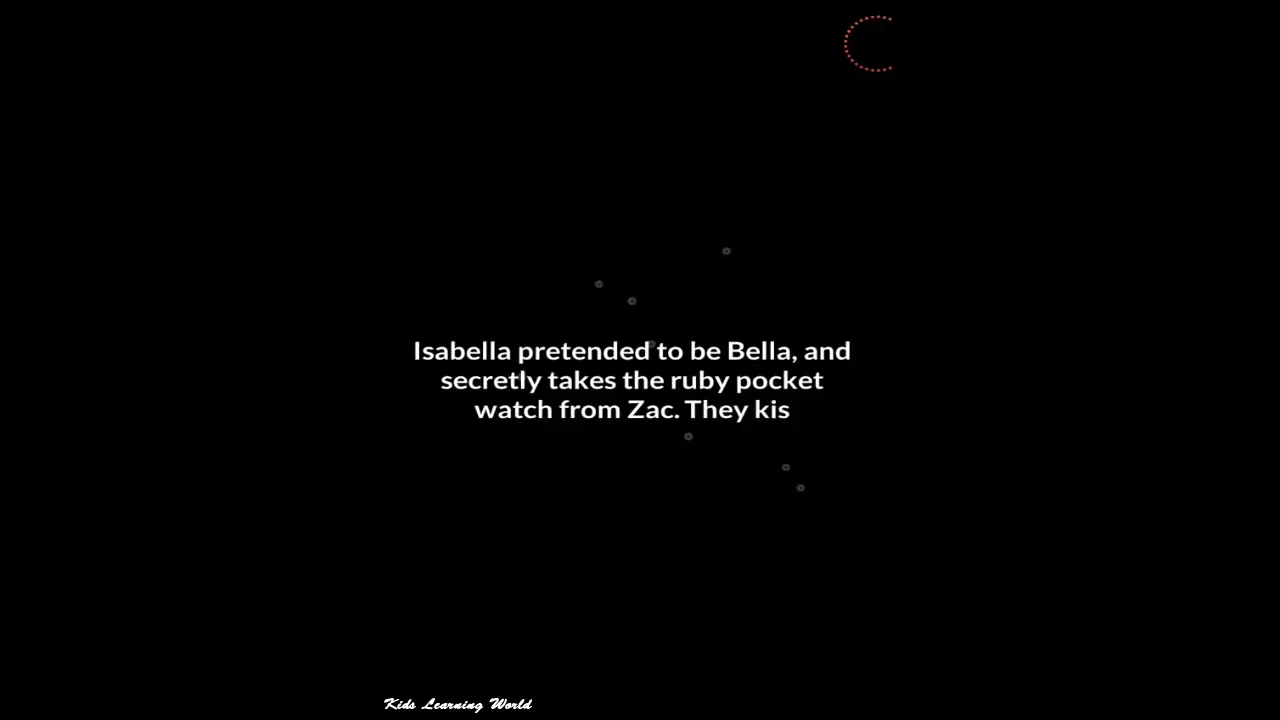 Isabella pretended to be Bella, and
secretly takes the ruby pocket
watch from Zac. They kis
Kids Learning World